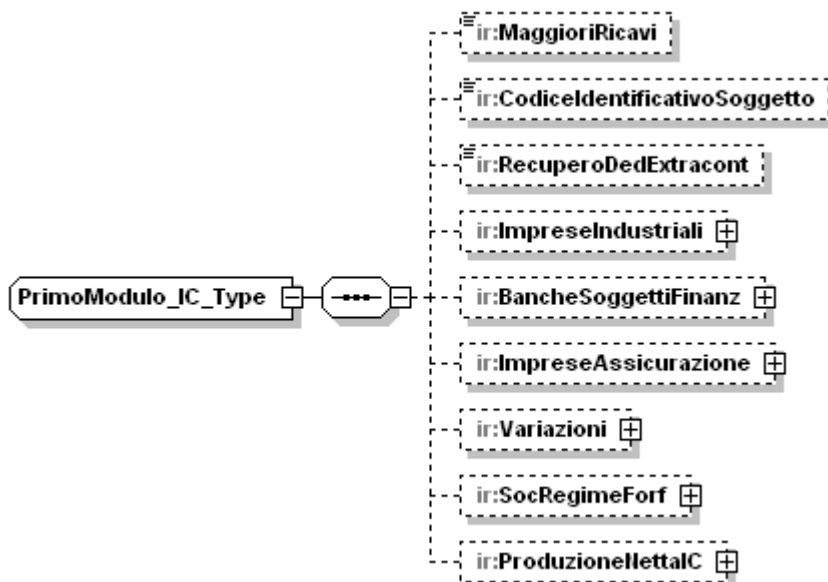 ir:MaggioriRicavi
ir:CodiceIdentificativoSoggetto
ir:RecuperoDedExtracont
ir:ImpreseIndustriali
PrimoModulo_IC_Type
ir:BancheSoggettiFinanz
ir:ImpreseAssicurazione
ir:Variazioni
ir:SocRegimeForf
ir:ProduzioneNettaIC